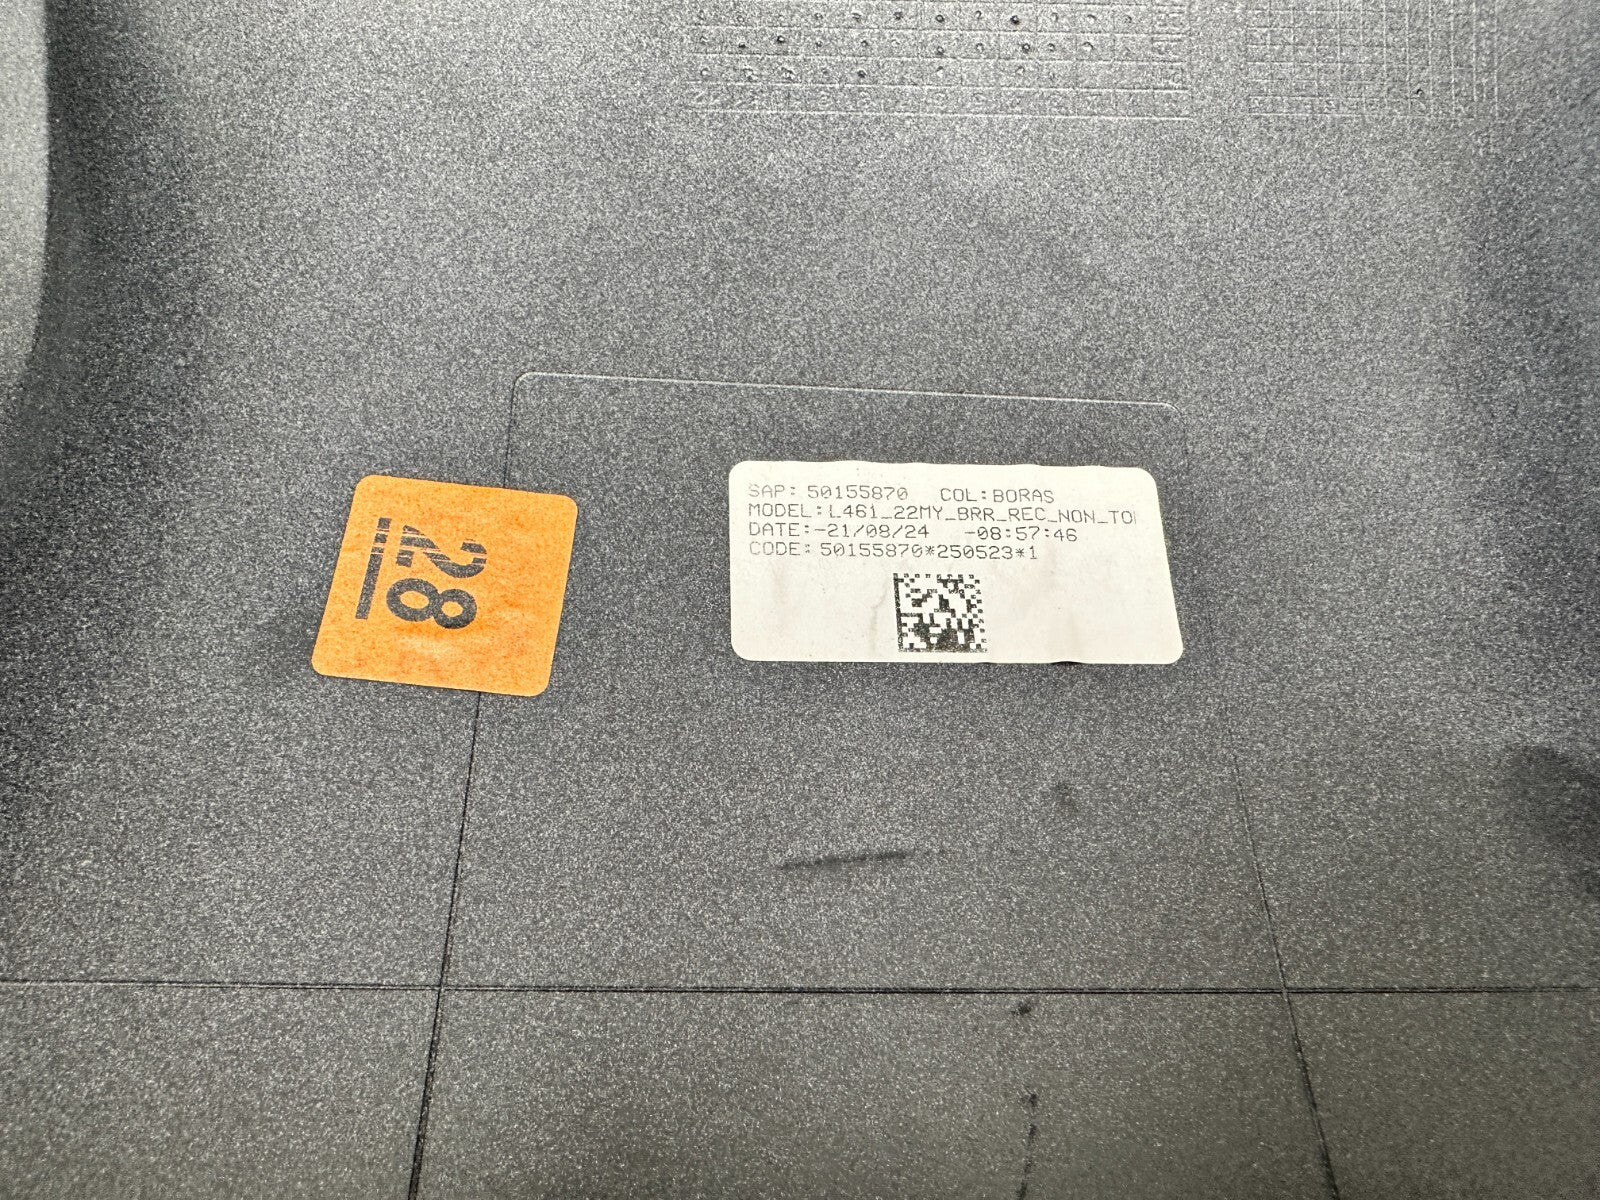 28
SAP: 50155870 COL:BORAS
MODEL:L461_22MY_BRR_REC_NON_TO
DATE:-21/08/24 -08:57:46
CODE:50155870*250523*1